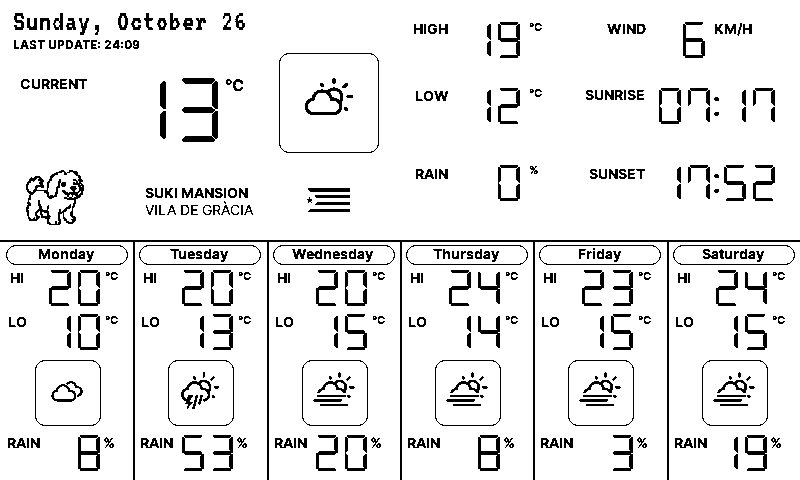 Sunday, October 26
LAST UPDATE: 24:09
CURRENT
13 °C
SUKI MANSION
VILA DE GRÀCIA
HIGH 19 °C
LOW 12 °C
RAIN 0 %
WIND 6 KM/H
SUNRISE 07:17
SUNSET 17:52
Monday
HI 20 °C
LO 10 °C
RAIN 8 %
Tuesday
HI 20 °C
LO 13 °C
RAIN 53 %
Wednesday
HI 20 °C
LO 15 °C
RAIN 20 %
Thursday
HI 24 °C
LO 14 °C
RAIN 8 %
Friday
HI 23 °C
LO 15 °C
RAIN 3 %
Saturday
HI 24 °C
LO 15 °C
RAIN 19 %